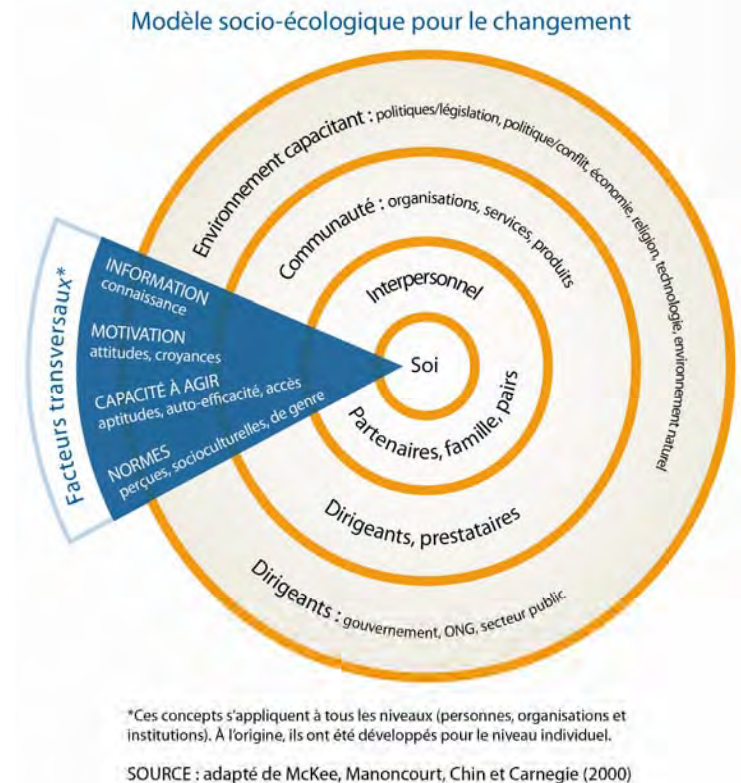 Modèle socio-écologique pour le changement
Environnement capacitant : politiques/législation, politique/conflit, économie, religion, technologie, environnement naturel
Communauté : organisations, services, produits
Interpersonnel
Soi
Partenaires, famille, pairs
Dirigeants, prestataires
Dirigeants : gouvernement, ONG, secteur public
Facteurs transversaux*
INFORMATION
connaissance
MOTIVATION
attitudes, croyances
CAPACITÉ À AGIR
aptitudes, auto-efficacité, accès
NORMES
perçues, socioculturelles, de genre
*Ces concepts s'appliquent à tous les niveaux (personnes, organisations et
institutions). À l'origine, ils ont été développés pour le niveau individuel.
SOURCE : adapté de McKee, Manoncourt, Chin et Carnegie (2000)